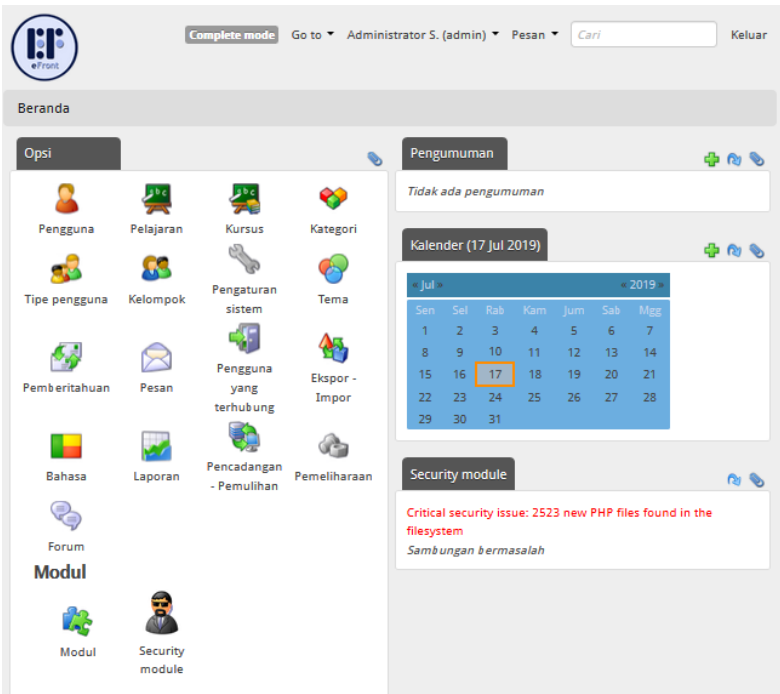 eFront
Complete mode Go to Administrator S. (admin) Pesan Cari Keluar
Beranda
Opsi
Pengguna Pelajaran Kursus Kategori
Tipe pengguna Kelompok Pengaturan sistem Tema
Pemberitahuan Pesan Pengguna yang terhubung Ekspor - Impor
Bahasa Laporan Pencadangan - Pemulihan Pemeliharaan
Forum
Modul
Modul Security module
Pengumuman
Tidak ada pengumuman
Kalender (17 Jul 2019)
« Jul » « 2019 »
Sen Sel Rab Kam Jum Sab Mgg
1 2 3 4 5 6 7
8 9 10 11 12 13 14
15 16 17 18 19 20 21
22 23 24 25 26 27 28
29 30 31
Security module
Critical security issue: 2523 new PHP files found in the
filesystem
Sambungan bermasalah